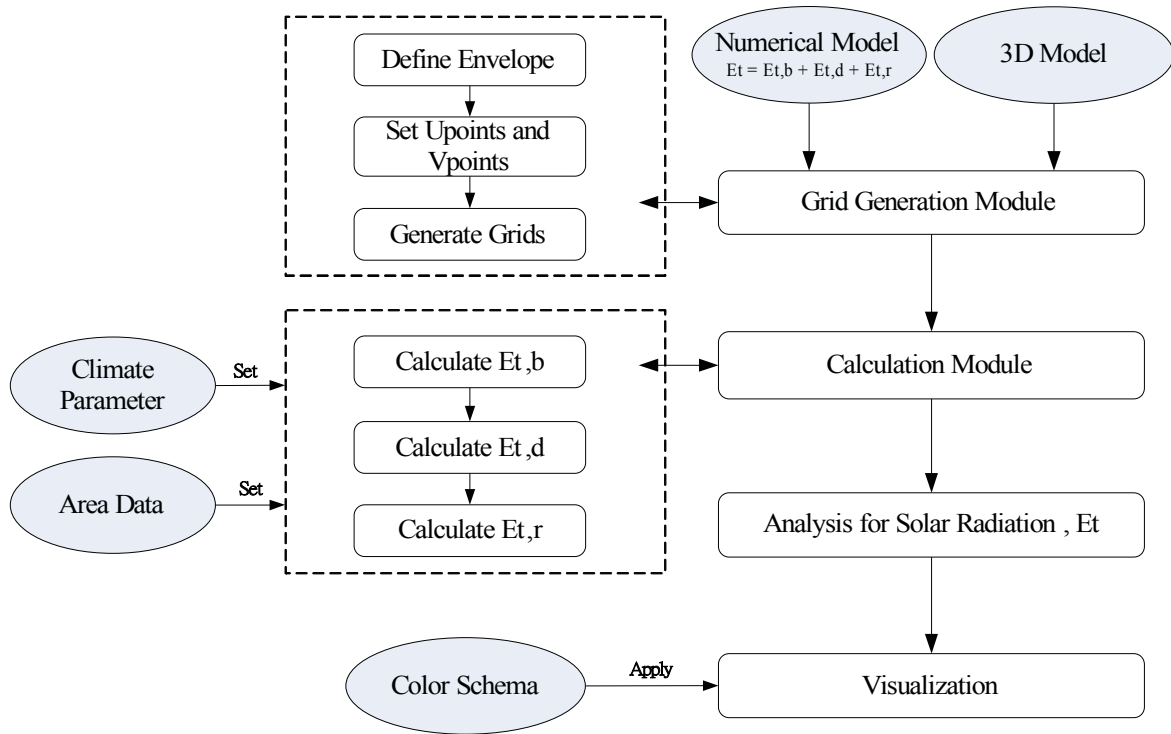 Define Envelope
Set Upoints and
Vpoints
Generate Grids
Numerical Model
Et = Et,b + Et,d + Et,r
3D Model
Grid Generation Module
Climate
Parameter
Set
Area Data
Set
Calculate Et,b
Calculate Et,d
Calculate Et,r
Calculation Module
Analysis for Solar Radiation , Et
Color Schema
Apply
Visualization